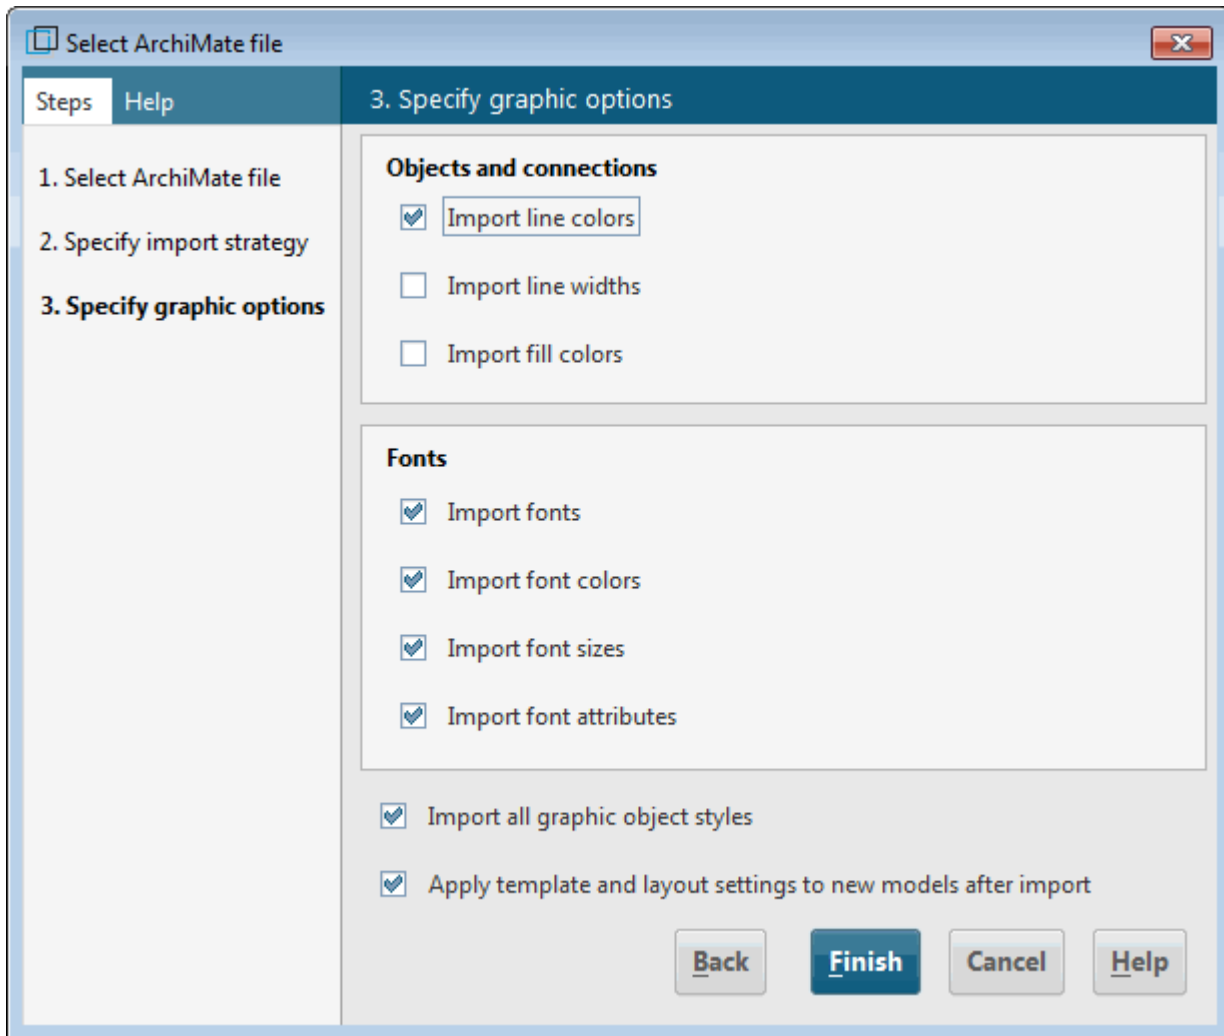 Select ArchiMate file
Steps
Help
1. Select ArchiMate file
2. Specify import strategy
3. Specify graphic options
3. Specify graphic options
Objects and connections
Import line colors
Import line widths
Import fill colors
Fonts
Import fonts
Import font colors
Import font sizes
Import font attributes
Import all graphic object styles
Apply template and layout settings to new models after import
Back
Finish
Cancel
Help